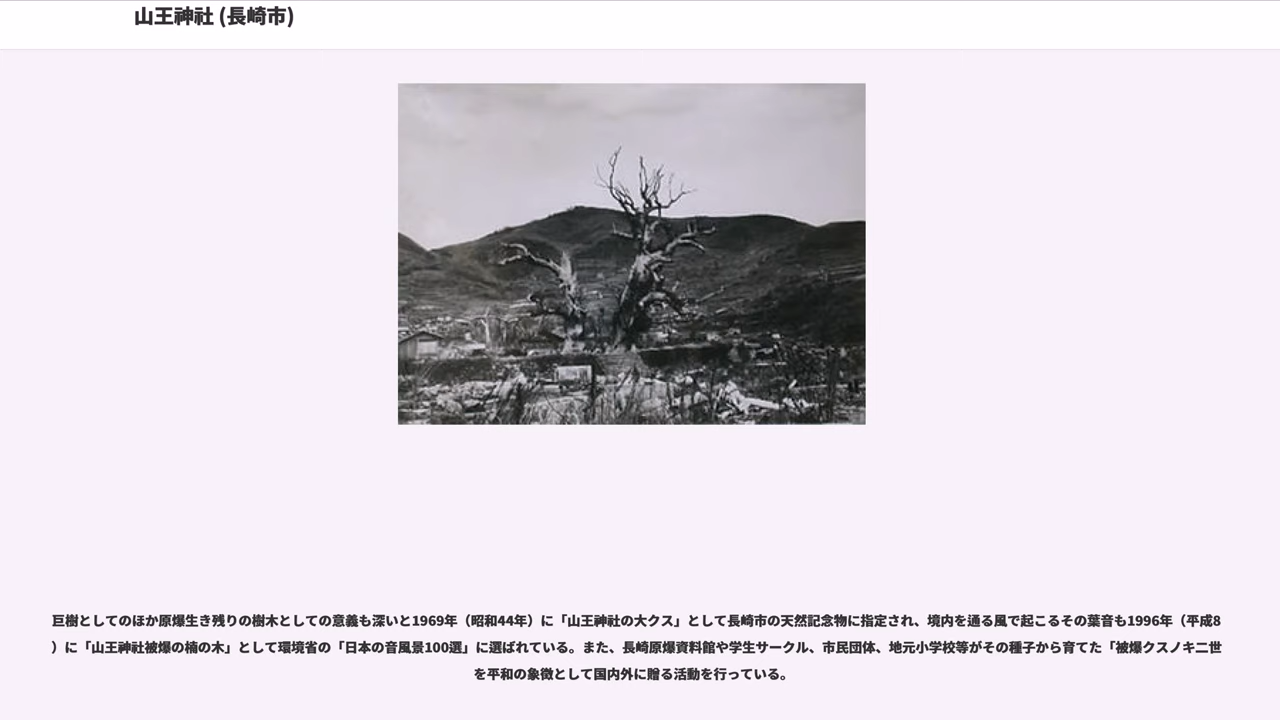 山王神社 (長崎市)
巨樹としてのほか原爆生き残りの樹木としての意義も深いと1969年（昭和44年）に「山王神社の大クス」として長崎市の天然記念物に指定され、境内を通る風で起こるその葉音も1996年（平成8
）に「山王神社被爆の楠の木」として環境省の「日本の音風景100選」に選ばれている。また、長崎原爆資料館や学生サークル、市民団体、地元小学校等がその種子から育てた「被爆クスノキ二世
を平和の象徴として国内外に贈る活動を行っている。